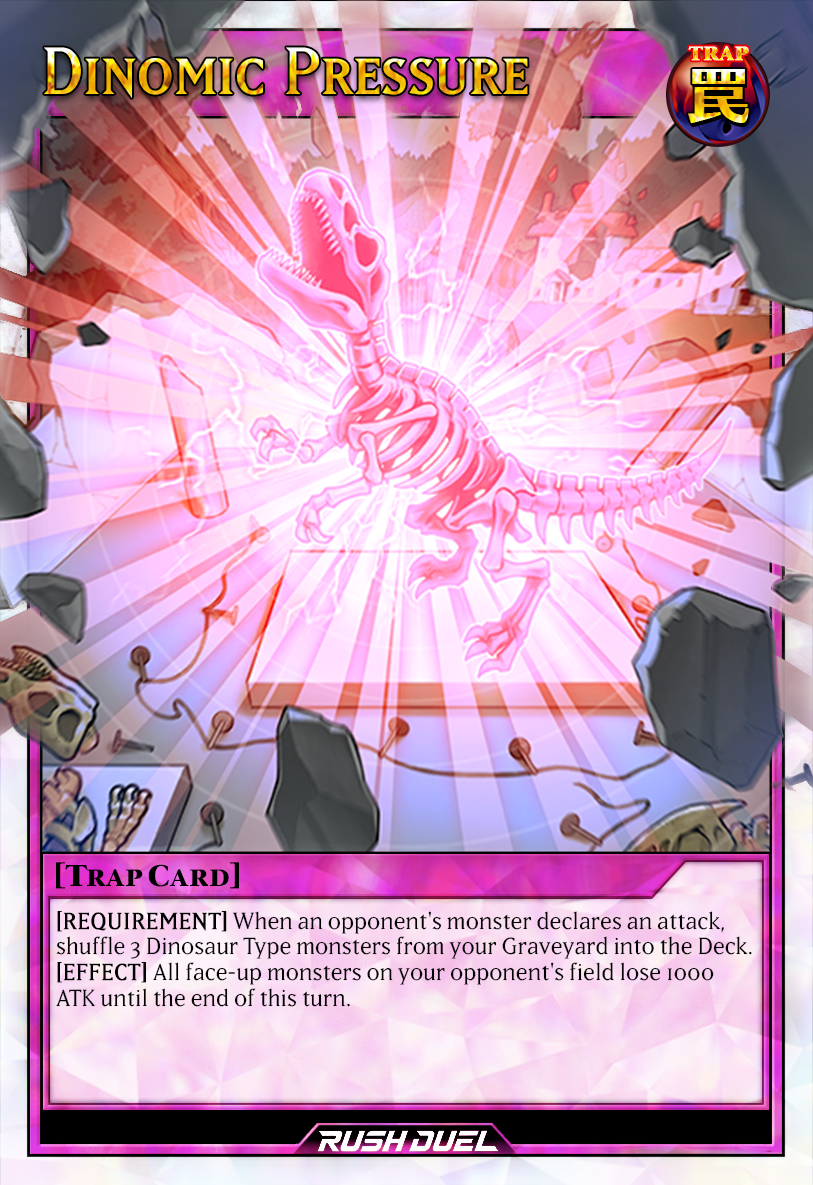 Dinomic Pressure
TRAP
罠
[Trap Card]
[REQUIREMENT] When an opponent's monster declares an attack,
shuffle 3 Dinosaur Type monsters from your Graveyard into the Deck.
[EFFECT] All face-up monsters on your opponent's field lose 1000
ATK until the end of this turn.
RUSH DUEL